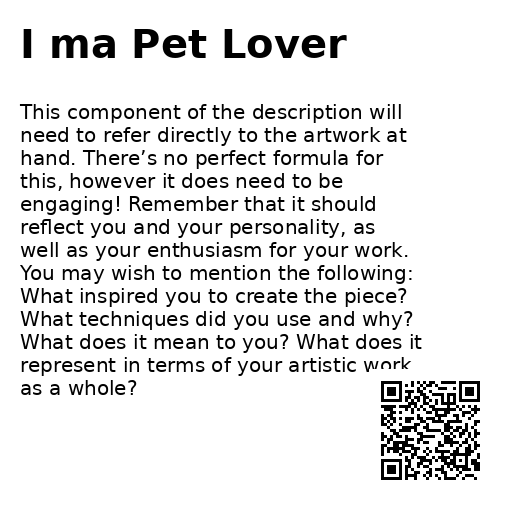 I ma Pet Lover
This component of the description will
need to refer directly to the artwork at
hand. There’s no perfect formula for
this, however it does need to be
engaging! Remember that it should
reflect you and your personality, as
well as your enthusiasm for your work.
You may wish to mention the following:
What inspired you to create the piece?
What techniques did you use and why?
What does it mean to you? What does it
represent in terms of your artistic work
as a whole?